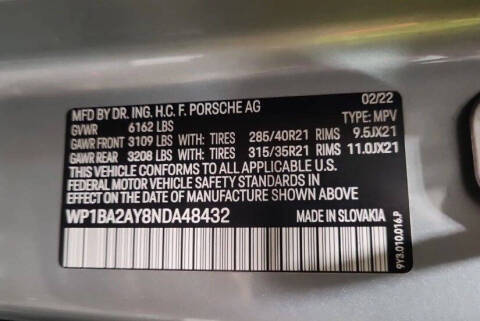 MFD BY DR. ING. H.C. F. PORSCHE AG 02/22
GVWR 6162 LBS TYPE: MPV
GAWR FRONT 3109 LBS WITH: TIRES 285/40R21 RIMS 9.5JX21
GAWR REAR 3208 LBS WITH: TIRES 315/35R21 RIMS 11.0JX21
THIS VEHICLE CONFORMS TO ALL APPLICABLE U.S.
FEDERAL MOTOR VEHICLE SAFETY STANDARDS IN
EFFECT ON THE DATE OF MANUFACTURE SHOWN ABOVE
WP1BA2AY8NDA48432 MADE IN SLOVAKIA
9Y3.010.016.P